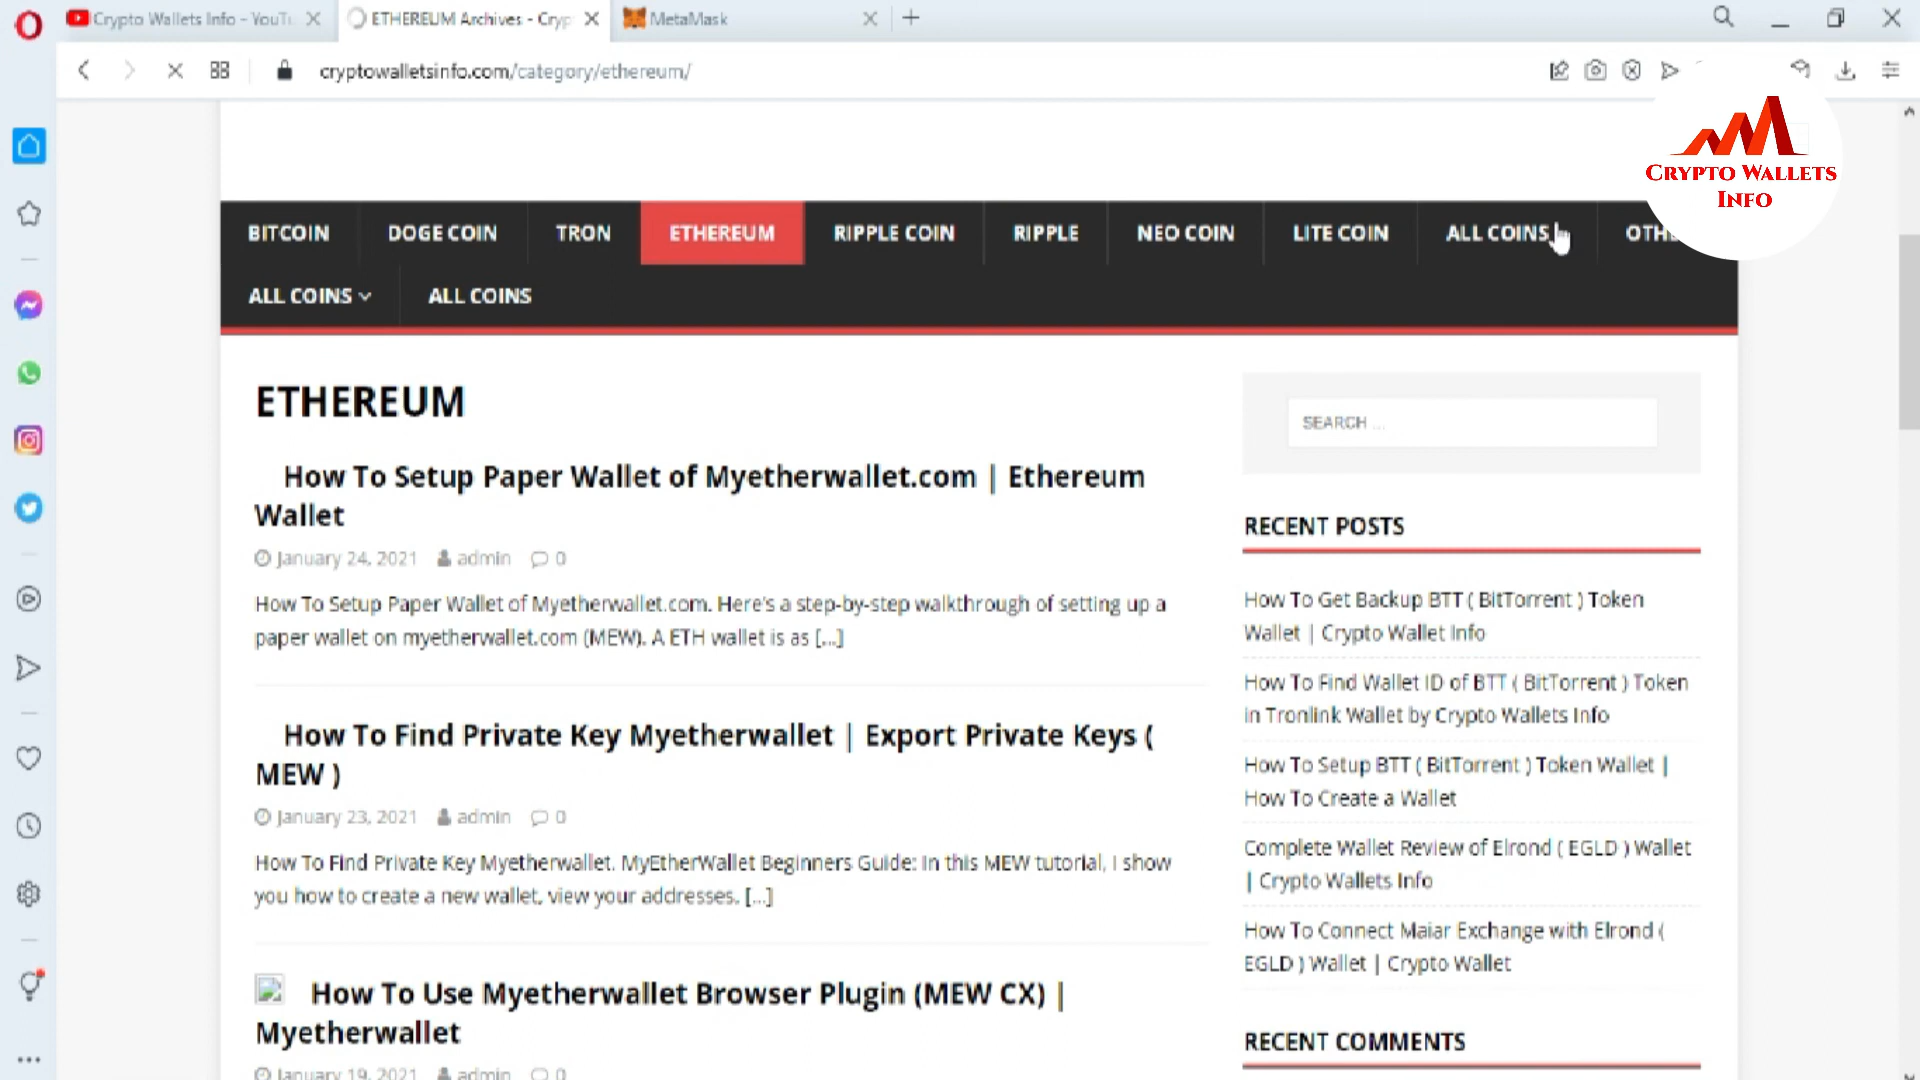 Crypto Wallets Info - YouTu
ETHEREUM Archives - Cryp
MetaMask
cryptowalletsinfo.com/category/ethereum/
CRYPTO WALLETS
INFO
BITCOIN
DOGE COIN
TRON
ETHEREUM
RIPPLE COIN
RIPPLE
NEO COIN
LITE COIN
ALL COINS
OTHE
ALL COINS
ALL COINS
ETHEREUM
How To Setup Paper Wallet of Myetherwallet.com | Ethereum
Wallet
January 24, 2021 admin 0
How To Setup Paper Wallet of Myetherwallet.com. Here's a step-by-step walkthrough of setting up a
paper wallet on myetherwallet.com (MEW). A ETH wallet is as [...]
How To Find Private Key Myetherwallet | Export Private Keys (
MEW )
January 23, 2021 admin 0
How To Find Private Key Myetherwallet. MyEtherWallet Beginners Guide: In this MEW tutorial, I show
you how to create a new wallet, view your addresses, [...]
How To Use Myetherwallet Browser Plugin (MEW CX) |
Myetherwallet
January 19, 2021 admin 0
SEARCH ...
RECENT POSTS
How To Get Backup BTT ( BitTorrent ) Token
Wallet | Crypto Wallet Info
How To Find Wallet ID of BTT ( BitTorrent ) Token
in Tronlink Wallet by Crypto Wallets Info
How To Setup BTT ( BitTorrent ) Token Wallet |
How To Create a Wallet
Complete Wallet Review of Elrond ( EGLD ) Wallet
| Crypto Wallets Info
How To Connect Maiar Exchange with Elrond (
EGLD ) Wallet | Crypto Wallet
RECENT COMMENTS